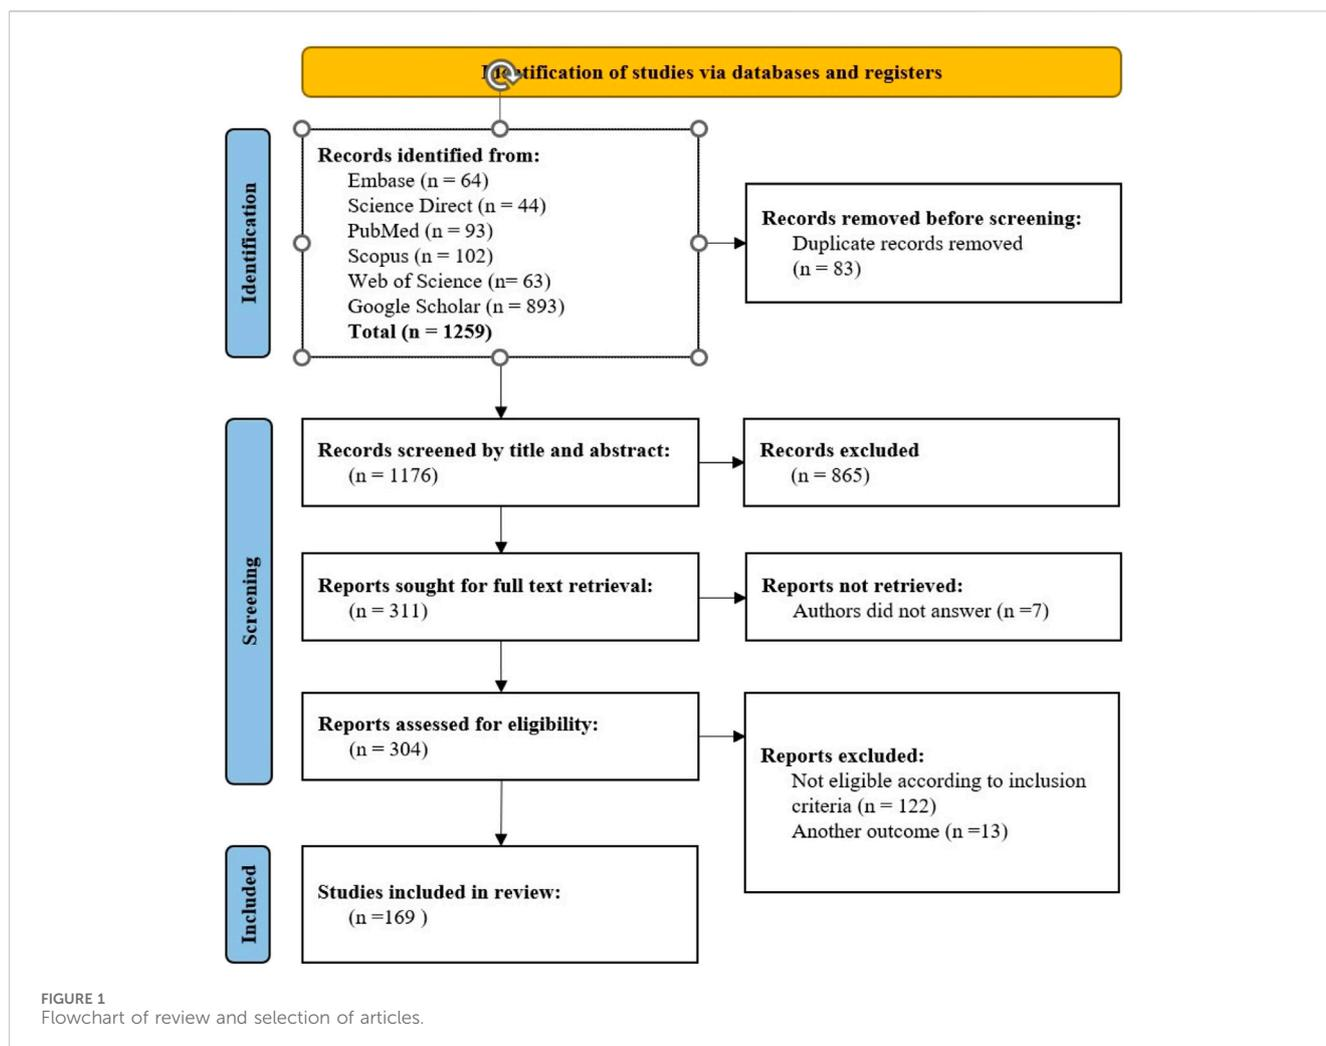 tification of studies via databases and registers
Identification
Records identified from:
Embase (n = 64)
Science Direct (n = 44)
PubMed (n = 93)
Scopus (n = 102)
Web of Science (n= 63)
Google Scholar (n = 893)
Total (n = 1259)
Records removed before screening:
Duplicate records removed
(n = 83)
Screening
Records screened by title and abstract:
(n = 1176)
Records excluded
(n = 865)
Reports sought for full text retrieval:
(n = 311)
Reports not retrieved:
Authors did not answer (n =7)
Reports assessed for eligibility:
(n = 304)
Reports excluded:
Not eligible according to inclusion
criteria (n = 122)
Another outcome (n =13)
Included
Studies included in review:
(n =169 )
FIGURE 1
Flowchart of review and selection of articles.